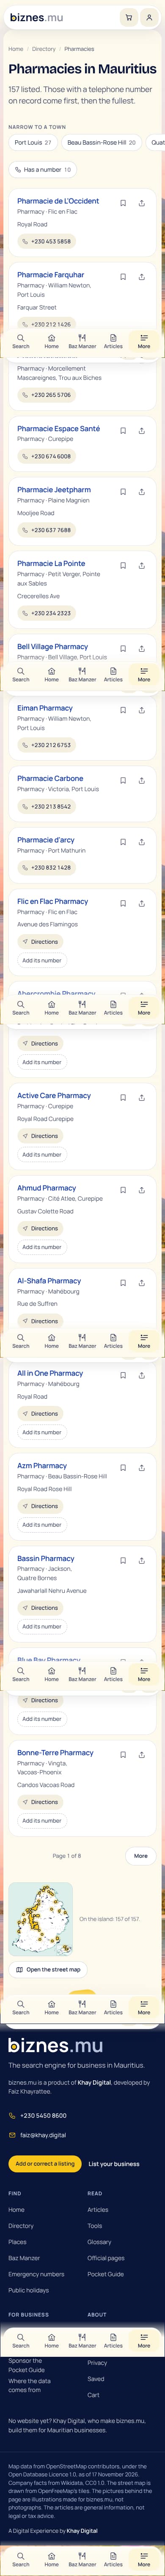 biznes.mu
Home / Directory / Pharmacies
Pharmacies in Mauritius
157 listed. Those with a telephone number you can record come first, then the fullest.
NARROW TO A TOWN
Port Louis 27
Beau Bassin-Rose Hill 20
Has a number 10
Pharmacie de L'Occident
Pharmacy · Flic en Flac
Royal Road
+230 453 5858
Pharmacie Farquhar
Pharmacy · William Newton,
Port Louis
Farquar Street
+230 212 1426
Search Home Baz Manzer Articles More
Pharmacy · Morcellement
Mascareignes, Trou aux Biches
+230 265 5706
Pharmacie Espace Santé
Pharmacy · Curepipe
+230 674 6008
Pharmacie Jeetpharm
Pharmacy · Plaine Magnien
Mooljee Road
+230 637 7688
Pharmacie La Pointe
Pharmacy · Petit Verger, Pointe
aux Sables
Crecerelles Ave
+230 234 2323
Bell Village Pharmacy
Pharmacy · Bell Village, Port Louis
Search Home Baz Manzer Articles More
Eiman Pharmacy
Pharmacy · William Newton,
Port Louis
+230 212 6753
Pharmacie Carbone
Pharmacy · Victoria, Port Louis
+230 213 8542
Pharmacie d'arcy
Pharmacy · Port Mathurin
+230 832 1428
Flic en Flac Pharmacy
Pharmacy · Flic en Flac
Avenue des Flamingos
Directions
Add its number
Abercrombie Pharmacy
Search Home Baz Manzer Articles More
Directions
Add its number
Active Care Pharmacy
Pharmacy · Curepipe
Royal Road Curepipe
Directions
Add its number
Ahmud Pharmacy
Pharmacy · Cité Atlee, Curepipe
Gustav Colette Road
Directions
Add its number
Al-Shafa Pharmacy
Pharmacy · Mahébourg
Rue de Suffren
Directions
Search Home Baz Manzer Articles More
All in One Pharmacy
Pharmacy · Mahébourg
Royal Road
Directions
Add its number
Azm Pharmacy
Pharmacy · Beau Bassin-Rose Hill
Royal Road Rose Hill
Directions
Add its number
Bassin Pharmacy
Pharmacy · Jackson,
Quatre Bornes
Jawaharlall Nehru Avenue
Directions
Add its number
Blue Bay Pharmacy
Search Home Baz Manzer Articles More
Directions
Add its number
Bonne-Terre Pharmacy
Pharmacy · Vingta,
Vacoas-Phoenix
Candos Vacoas Road
Directions
Add its number
Page 1 of 8
More
On the island: 157 of 157.
Open the street map
Search Home Baz Manzer Articles More
biznes.mu
The search engine for business in Mauritius.
biznes.mu is a product of Khay Digital, developed by
Faiz Khayrattee.
+230 5450 8600
faiz@khay.digital
Add or correct a listing
List your business
FIND
Home
Directory
Places
Baz Manzer
Emergency numbers
Public holidays
READ
Articles
Tools
Glossary
Official pages
Pocket Guide
FOR BUSINESS
ABOUT
Search Home Baz Manzer Articles More
Sponsor the
Pocket Guide
Where the data
comes from
Privacy
Saved
Cart
No website yet? Khay Digital, who make biznes.mu,
build them for Mauritian businesses.
Map data from OpenStreetMap contributors, under the
Open Database Licence 1.0, as of 17 November 2026.
Company facts from Wikidata, CC0 1.0. The street map is
drawn from OpenFreeMap's tiles. The pictures beside
are illustrations made for biznes.mu, not
photographs. The articles are general information, not
legal or tax advice.
A Digital Experience by Khay Digital
Search Home Baz Manzer Articles More